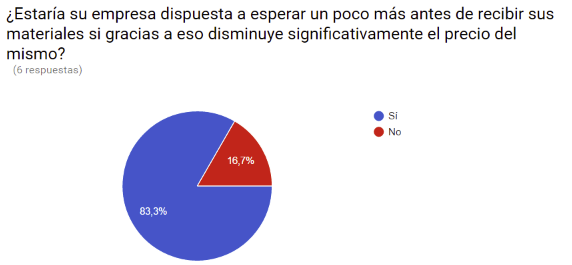 ¿Estaría su empresa dispuesta a esperar un poco más antes de recibir sus
materiales si gracias a eso disminuye significativamente el precio del
mismo?
(6 respuestas)
Sí
No
16,7%
83,3%